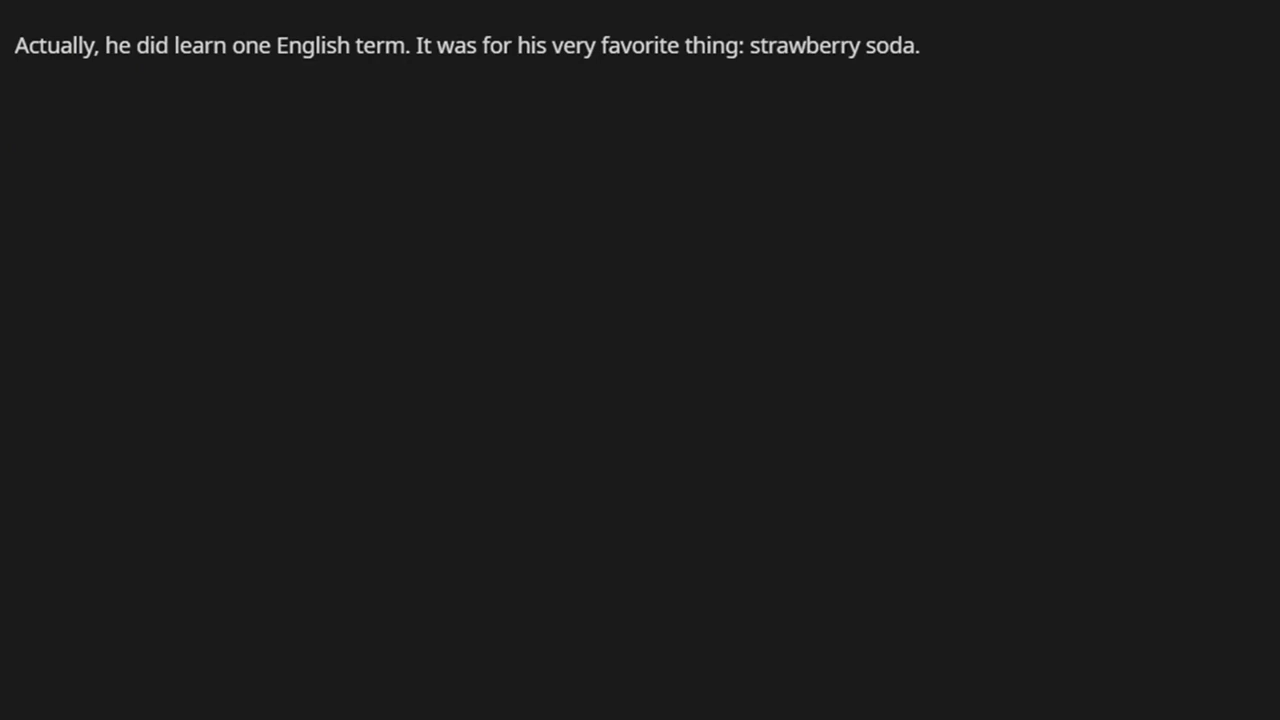 Actually, he did learn one English term. It was for his very favorite thing: strawberry soda.